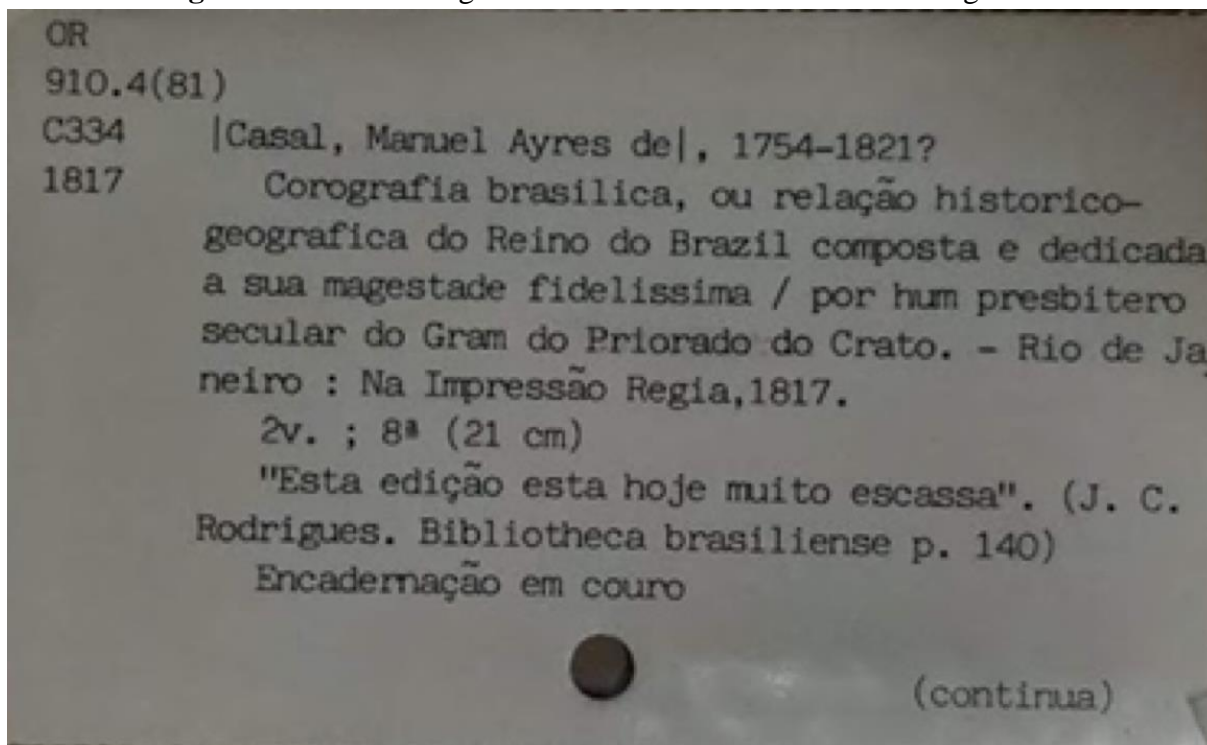 OR
910.4(81)
C334 |Casal, Manuel Ayres de|, 1754-1821?
1817 Corografia brasilica, ou relação historico-
geografica do Reino do Brazil composta e dedicada
a sua magestade fidelissima / por hum presbitero
secular do Gram do Priorado do Crato. - Rio de Ja
neiro : Na Impressão Regia,1817.
2v. ; 8ª (21 cm)
"Esta edição esta hoje muito escassa". (J. C.
Rodrigues. Bibliotheca brasiliense p. 140)
Encadernação em couro
(continua)